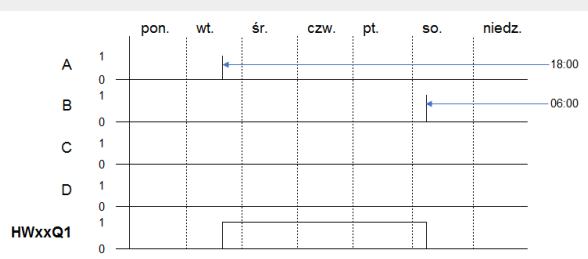 pon. wt. śr. czw. pt. so. niedz.
A 1 18:00
0
B 1 06:00
0
C 1
0
D 1
0
HWxxQ1 1
0